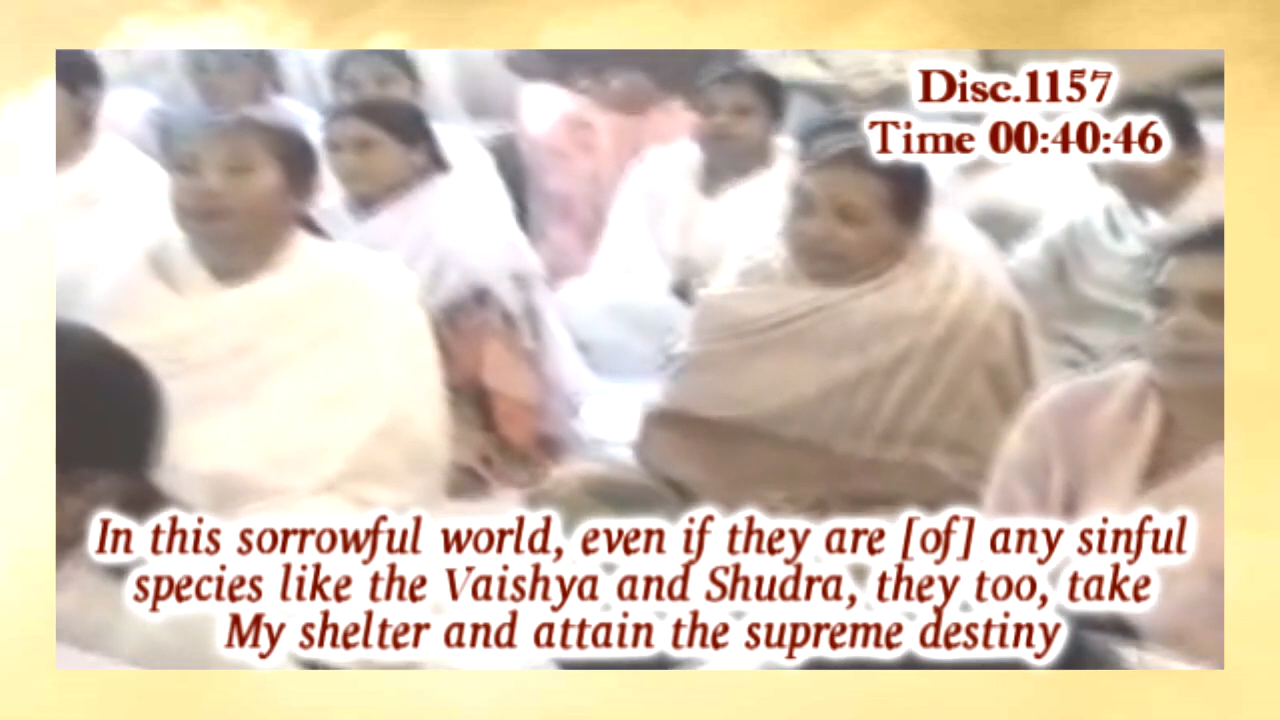 Disc.1157
Time 00:40:46
In this sorrowful world, even if they are [of] any sinful
species like the Vaishya and Shudra, they too, take
My shelter and attain the supreme destiny